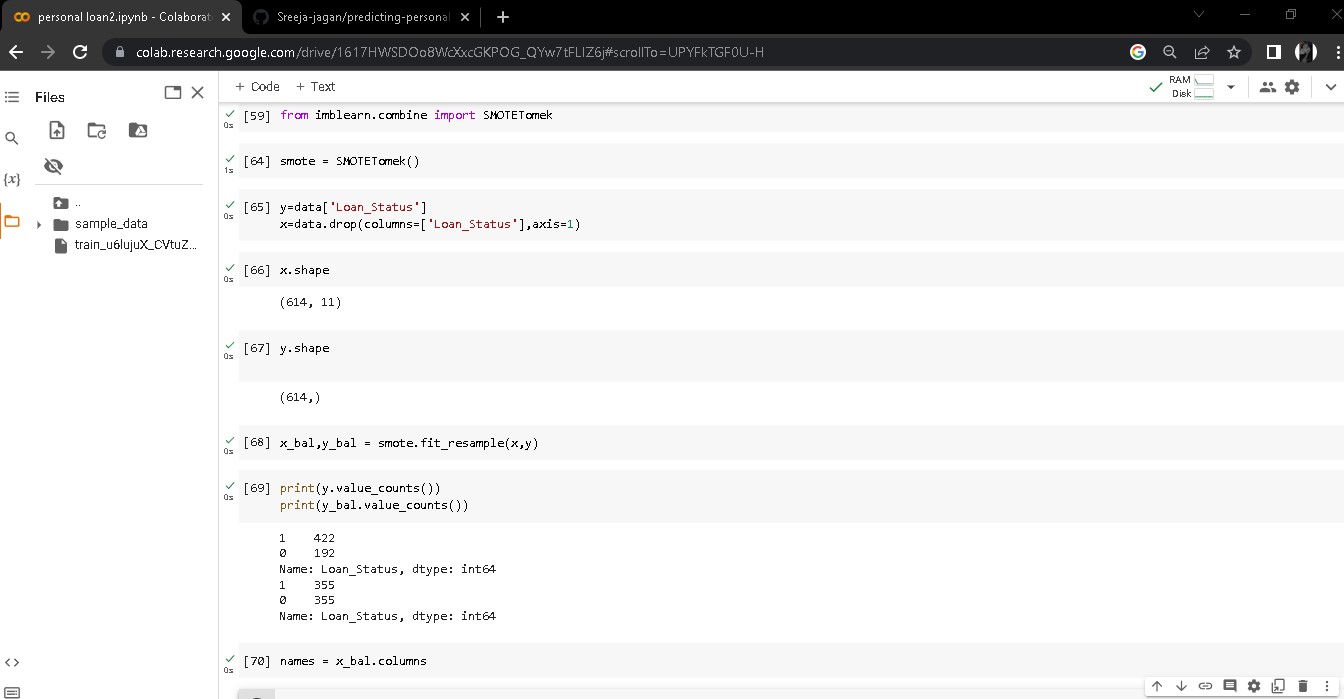 personal loan2.ipynb - Colaborat
Sreeja-jagan/predicting-personal
colab.research.google.com/drive/1617HWSDOo8WcXxcGKPOG_QYw7tFLIZ6j#scrollTo=UPYFkTGF0U-H
Files
+ Code + Text
RAM
Disk
..
sample_data
train_u6lujuX_CVtuZ...
{x}
[59] from imblearn.combine import SMOTETomek
0s
[64] smote = SMOTETomek()
1s
[65] y=data['Loan_Status']
0s
x=data.drop(columns=['Loan_Status'],axis=1)
[66] x.shape
0s
(614, 11)
[67] y.shape
0s
(614,)
[68] x_bal,y_bal = smote.fit_resample(x,y)
0s
[69] print(y.value_counts())
0s
print(y_bal.value_counts())
1 422
0 192
Name: Loan_Status, dtype: int64
1 355
0 355
Name: Loan_Status, dtype: int64
[70] names = x_bal.columns
0s